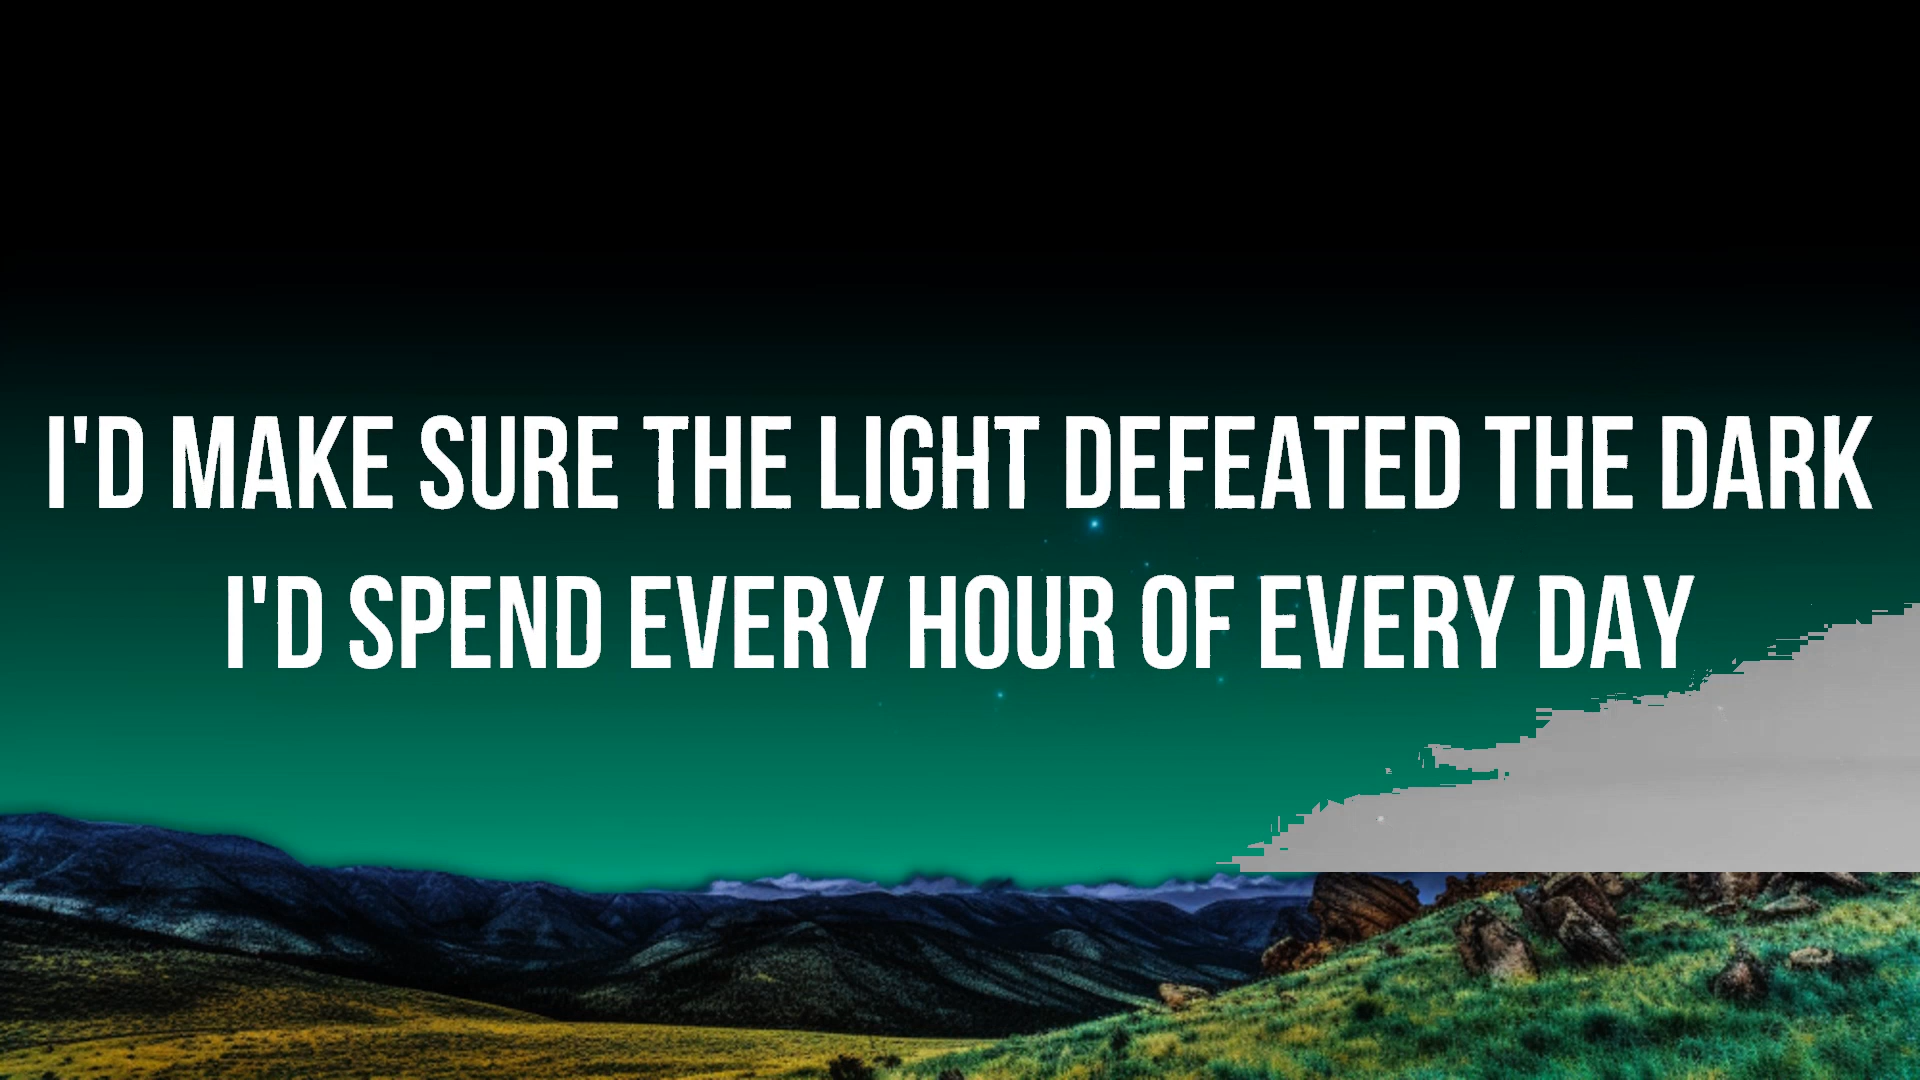 I'D MAKE SURE THE LIGHT DEFEATED THE DARK
I'D SPEND EVERY HOUR OF EVERY DAY